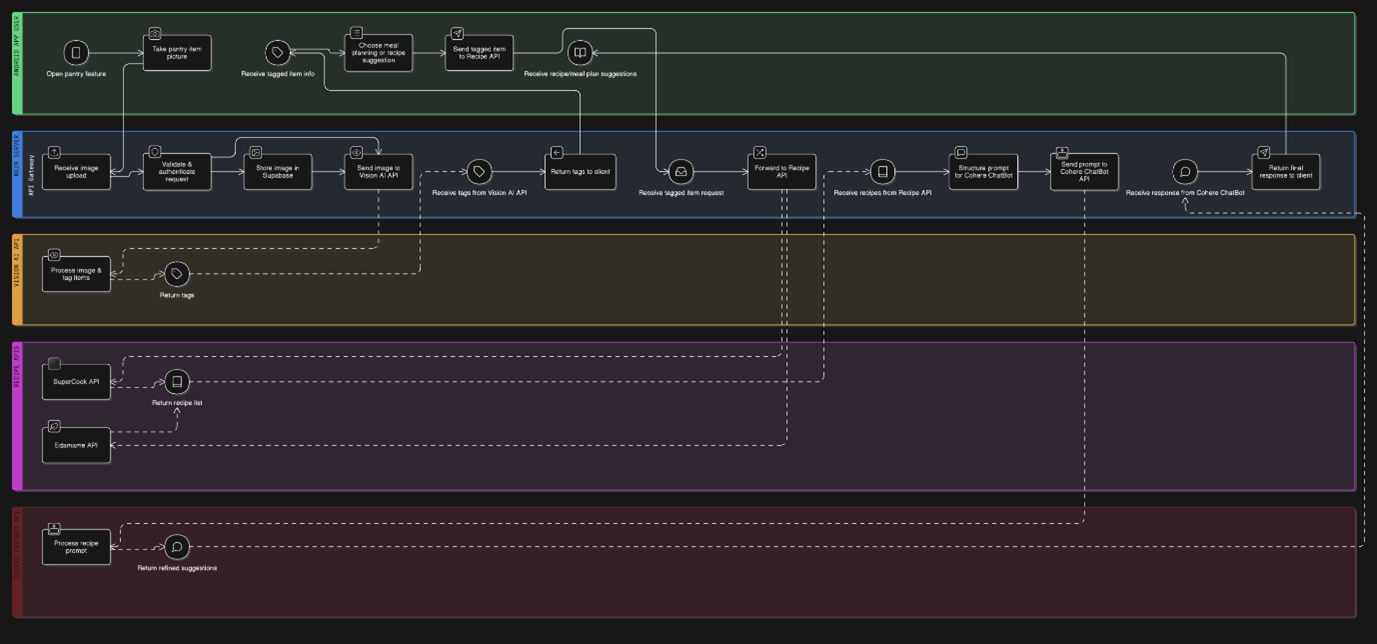 ANDROID APP USER
Open pantry feature
Take pantry item
picture
Receive tagged item info
Choose meal
planning or recipe
suggestion
Send tagged item
to Recipe API
Receive recipe/meal plan suggestions
MAIN SERVER
API Gateway
Receive image
upload
Validate &
authenticate
request
Store image in
Supabase
Send image to
Vision AI API
Receive tags from Vision AI API
Return tags to client
Receive tagged item request
Forward to Recipe
API
Receive recipes from Recipe API
Structure prompt
for Cohere ChatBot
Send prompt to
Cohere ChatBot
API
Receive response from Cohere ChatBot
Return final
response to client
VISION AI API
Process image &
tag items
Return tags
RECIPE APIS
SuperCook API
Return recipe list
Edamame API
Process recipe
prompt
Return refined suggestions